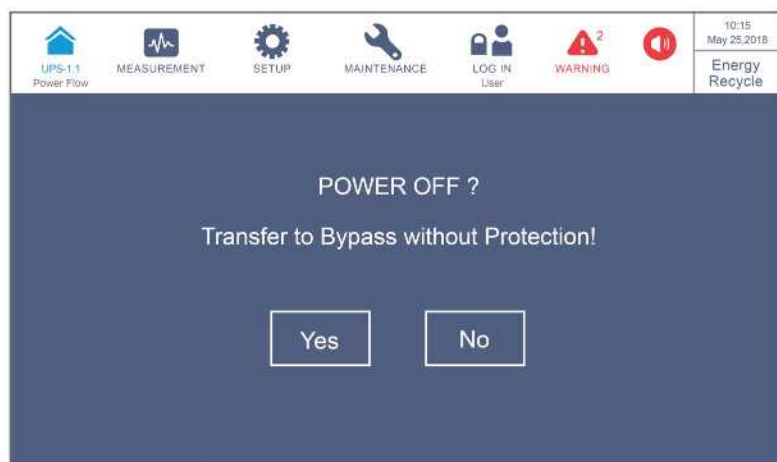 UPS-1.1
Power Flow
MEASUREMENT
SETUP
MAINTENANCE
LOG IN
User
2
WARNING
10:15
May 25,2018
Energy
Recycle
POWER OFF ?
Transfer to Bypass without Protection!
Yes
No